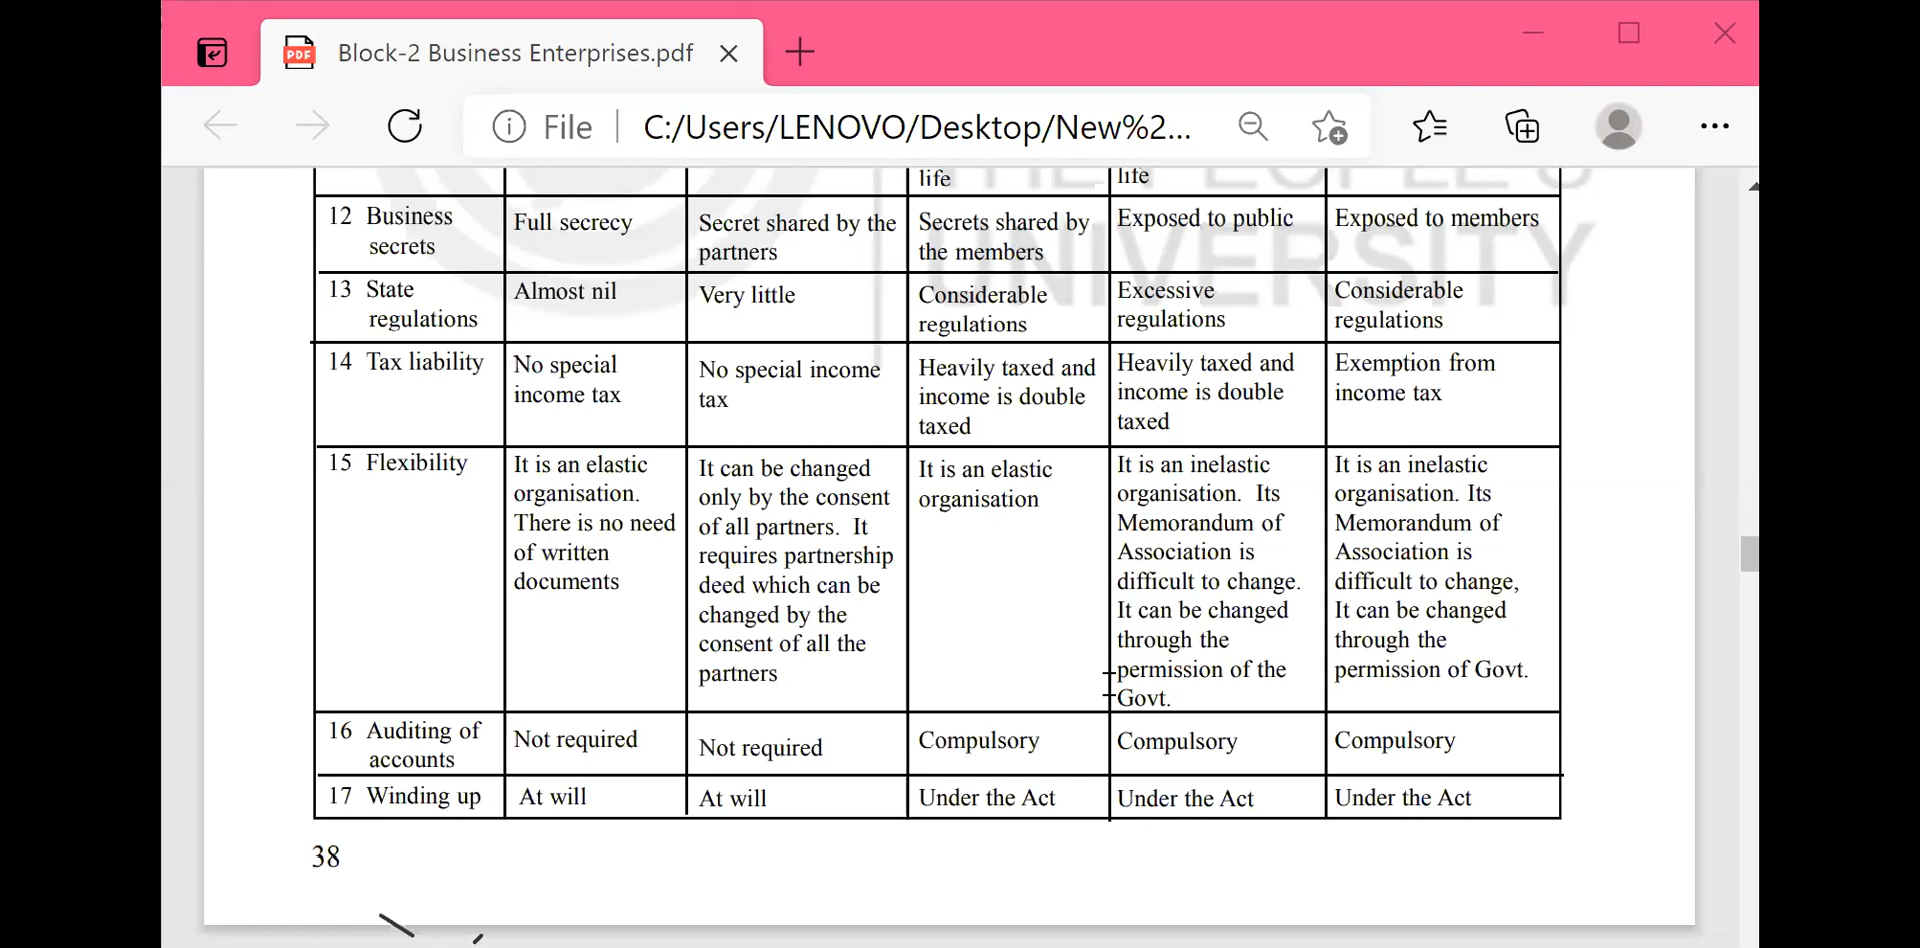 Block-2 Business Enterprises.pdf
PDF
File
C:/Users/LENOVO/Desktop/New%2...
THE PEOPLE'S
UNIVERSITY
life
life
12 Business secrets
Full secrecy
Secret shared by the
partners
Secrets shared by
the members
Exposed to public
Exposed to members
13 State
regulations
Almost nil
Very little
Considerable
regulations
Excessive
regulations
Considerable
regulations
14 Tax liability
No special
income tax
No special income
tax
Heavily taxed and
income is double
taxed
Heavily taxed and
income is double
taxed
Exemption from
income tax
15 Flexibility
It is an elastic
organisation.
There is no need
of written
documents
It can be changed
only by the consent
of all partners. It
requires partnership
deed which can be
changed by the
consent of all the
partners
It is an elastic
organisation
It is an inelastic
organisation. Its
Memorandum of
Association is
difficult to change.
It can be changed
through the
permission of the
Govt.
It is an inelastic
organisation. Its
Memorandum of
Association is
difficult to change,
It can be changed
through the
permission of Govt.
16 Auditing of
accounts
Not required
Not required
Compulsory
Compulsory
Compulsory
17 Winding up
At will
At will
Under the Act
Under the Act
Under the Act
38